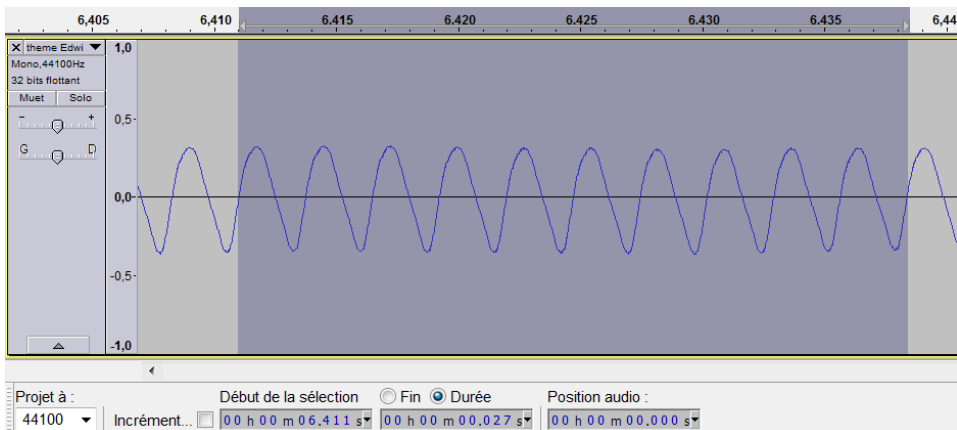 6,405 6,410 6.415 6.420 6.425 6.430 6.435 6,44
X theme Edwi ▼ 1,0
Mono,44100Hz
32 bits flottant
Muet Solo
- + 0,5-
G D
0,0-
-0,5-
-1,0
Projet à : Début de la sélection Fin Durée Position audio :
44100 Incrément... 00 h 00 m 06.411 s 00 h 00 m 00.027 s 00 h 00 m 00.000 s